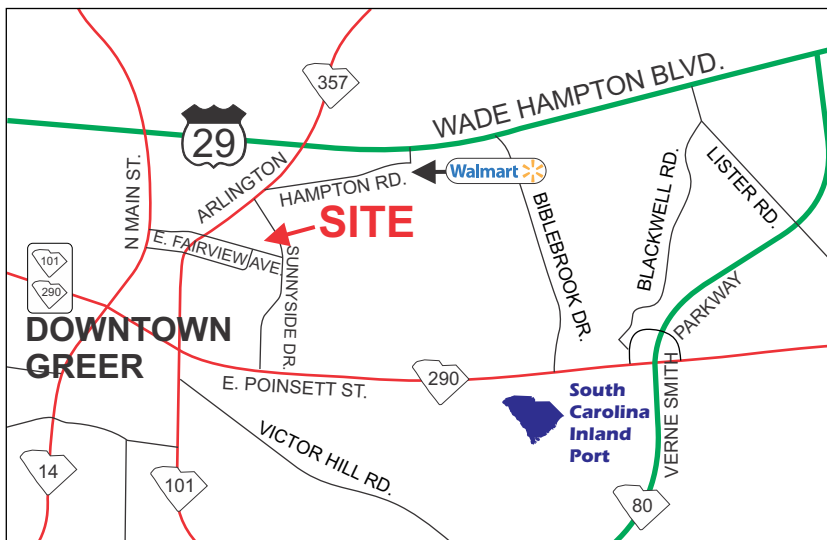 357
WADE HAMPTON BLVD.
29
N MAIN ST.
ARLINGTON
HAMPTON RD.
Walmart
LISTER RD.
BLACKWELL RD.
BIBLEBROOK DR.
SITE
E. FAIRVIEW AVE.
SUNNYSIDE DR.
101
290
DOWNTOWN
GREER
PARKWAY
VERNE SMITH
E. POINSETT ST.
290
South
Carolina
Inland
Port
VICTOR HILL RD.
14
101
80